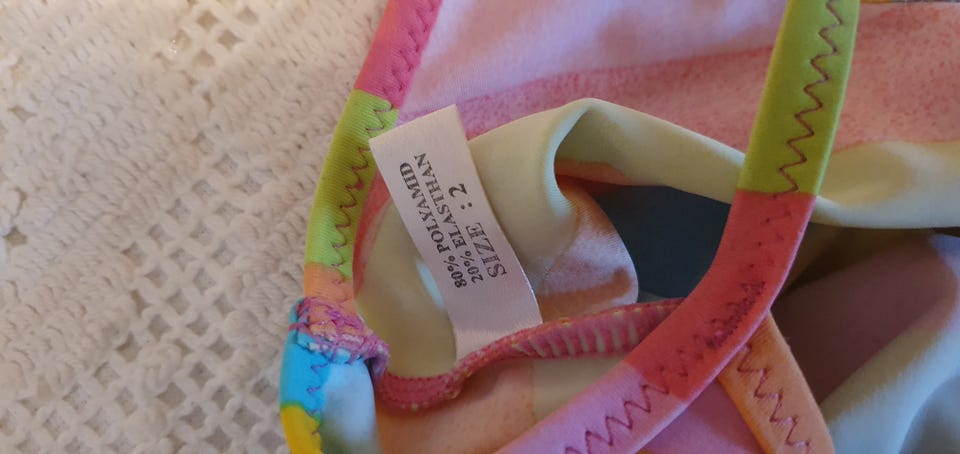 80% POLYAMID
20% ELASTHAN
SIZE : 2